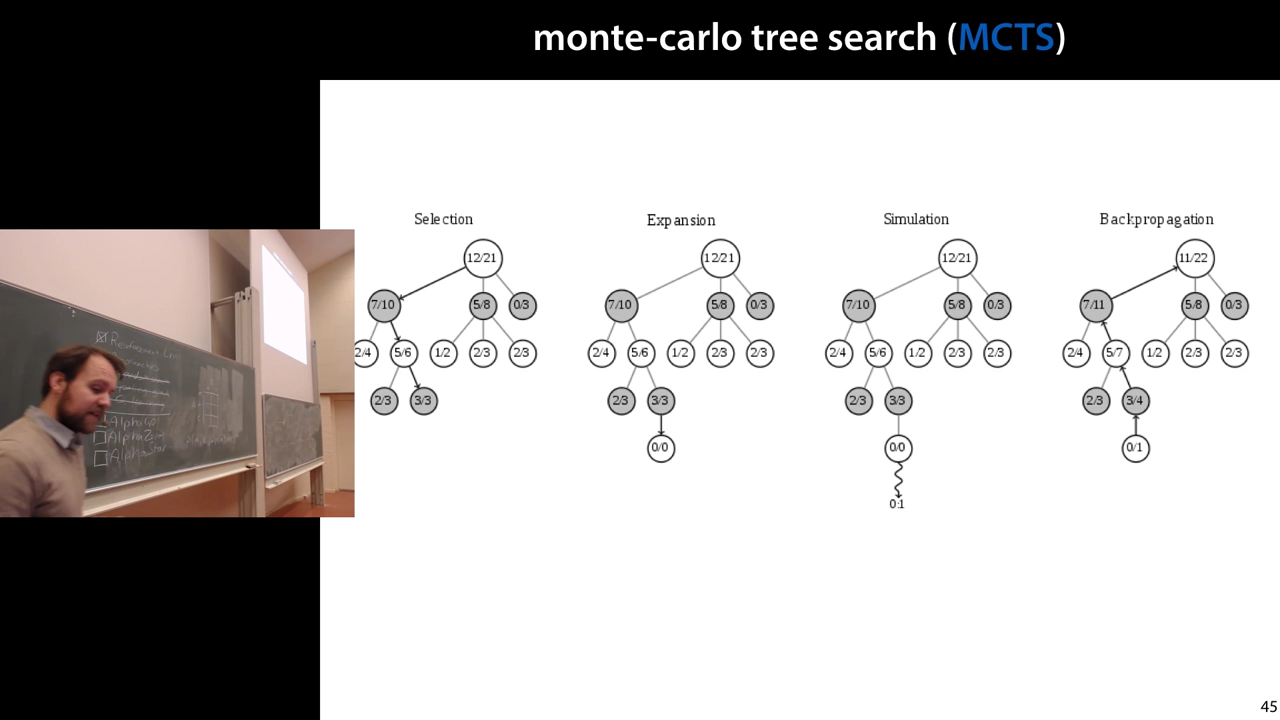 monte-carlo tree search (MCTS)
Selection
12/21
7/10 5/8 0/3
2/4 5/6 1/2 2/3 2/3
2/3 3/3
Expansion
12/21
7/10 5/8 0/3
2/4 5/6 1/2 2/3 2/3
2/3 3/3
0/0
Simulation
12/21
7/10 5/8 0/3
2/4 5/6 1/2 2/3 2/3
2/3 3/3
0/0
0:1
Backpropagation
11/22
7/11 5/8 0/3
2/4 5/7 1/2 2/3 2/3
2/3 3/4
0/1
AlphaGo
AlphaZero
AlphaStar
45